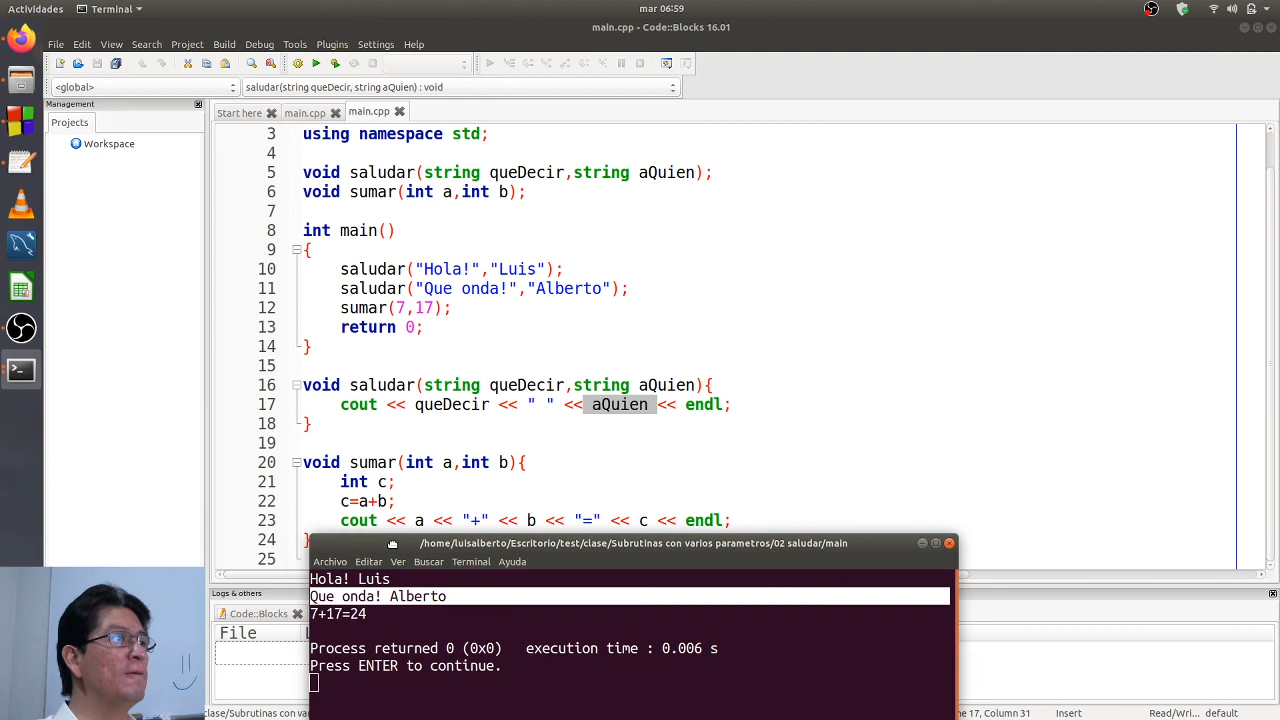 Actividades
Terminal
mar 06:59
main.cpp - Code::Blocks 16.01
File Edit View Search Project Build Debug Tools Plugins Settings Help
<global>
saludar(string queDecir, string aQuien) : void
Management
Projects
Workspace
Start here
main.cpp
main.cpp
3 using namespace std;
4
5 void saludar(string queDecir,string aQuien);
6 void sumar(int a,int b);
7
8 int main()
9 {
10 saludar("Hola!","Luis");
11 saludar("Que onda!","Alberto");
12 sumar(7,17);
13 return 0;
14 }
15
16 void saludar(string queDecir,string aQuien){
17 cout << queDecir << " " << aQuien << endl;
18 }
19
20 void sumar(int a,int b){
21 int c;
22 c=a+b;
23 cout << a << "+" << b << "=" << c << endl;
24 }
25
/home/luisalberto/Escritorio/test/clase/Subrutinas con varios parametros/02 saludar/main
Archivo Editar Ver Buscar Terminal Ayuda
Hola! Luis
Que onda! Alberto
7+17=24
Process returned 0 (0x0) execution time : 0.006 s
Press ENTER to continue.
Logs & others
Code::Blocks
File
clase/Subrutinas con var
ne 17, Column 31
Insert
Read/Wri...
default